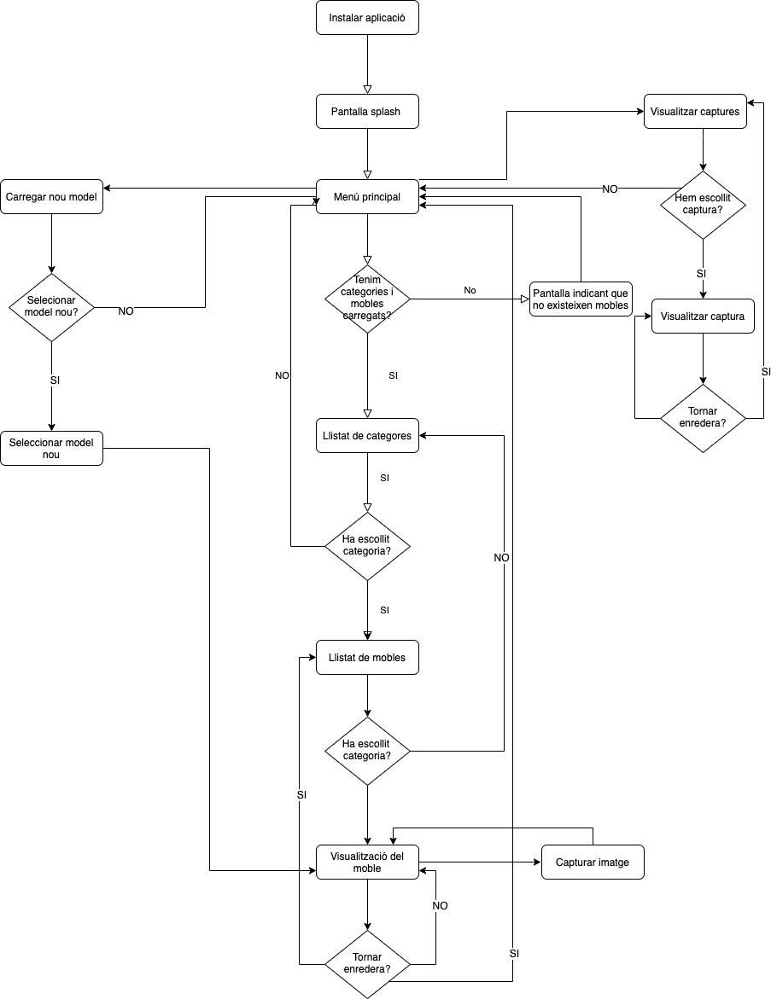 Instalar aplicació
Pantalla splash
Visualitzar captures
Carregar nou model
Menú principal
NO
Hem escollit
captura?
Tenim
categories i
mobles
carregats?
No
Pantalla indicant que
no existeixen mobles
SI
Selecionar
model nou?
NO
Visualitzar captura
SI
NO
SI
SI
Tornar
enredera?
Seleccionar model
nou
Llistat de categores
SI
Ha escollit
categoria?
NO
SI
Llistat de mobles
Ha escollit
categoria?
SI
Visualització del
moble
Capturar imatge
NO
Tornar
enredera?
SI